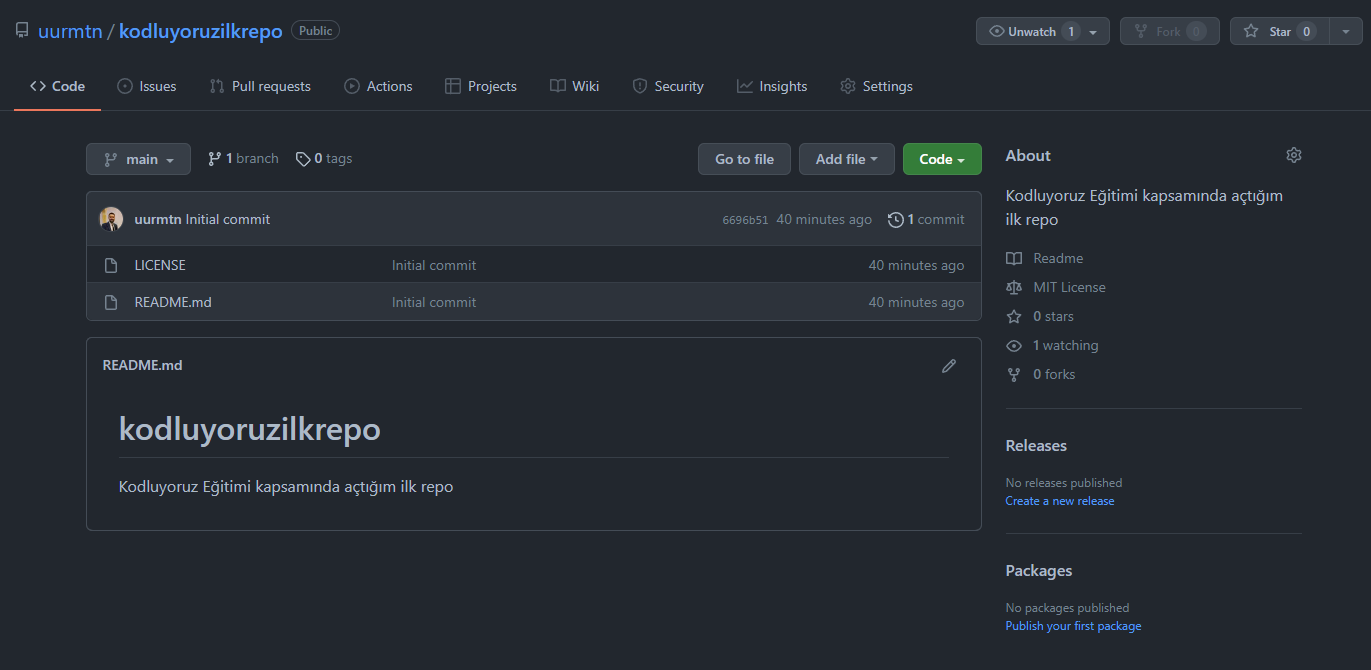 uurmtn / kodluyoruzilkrepo Public
Unwatch 1 Fork 0 Star 0
Code Issues Pull requests Actions Projects Wiki Security Insights Settings
main 1 branch 0 tags Go to file Add file Code
uurmtn Initial commit 6696b51 40 minutes ago 1 commit
LICENSE Initial commit 40 minutes ago
README.md Initial commit 40 minutes ago
README.md
kodluyoruzilkrepo
Kodluyoruz Eğitimi kapsamında açtığım ilk repo
About
Kodluyoruz Eğitimi kapsamında açtığım
ilk repo
Readme
MIT License
0 stars
1 watching
0 forks
Releases
No releases published
Create a new release
Packages
No packages published
Publish your first package